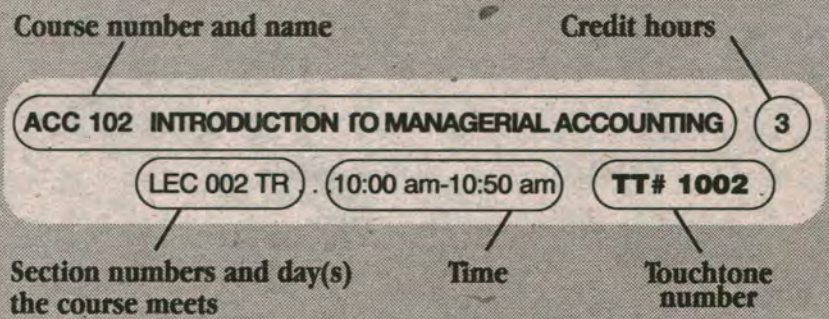 Course number and name Credit hours
ACC 102 INTRODUCTION TO MANAGERIAL ACCOUNTING 3
LEC 002 TR . . 10:00 am-10:50 am TT# 1002
Section numbers and day(s) Time Touchtone
the course meets number